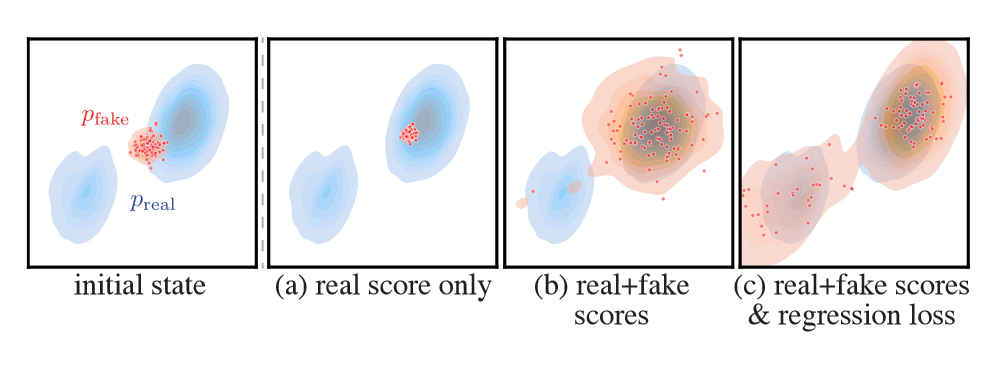 p_fake
p_real
initial state
(a) real score only
(b) real+fake
scores
(c) real+fake scores
& regression loss